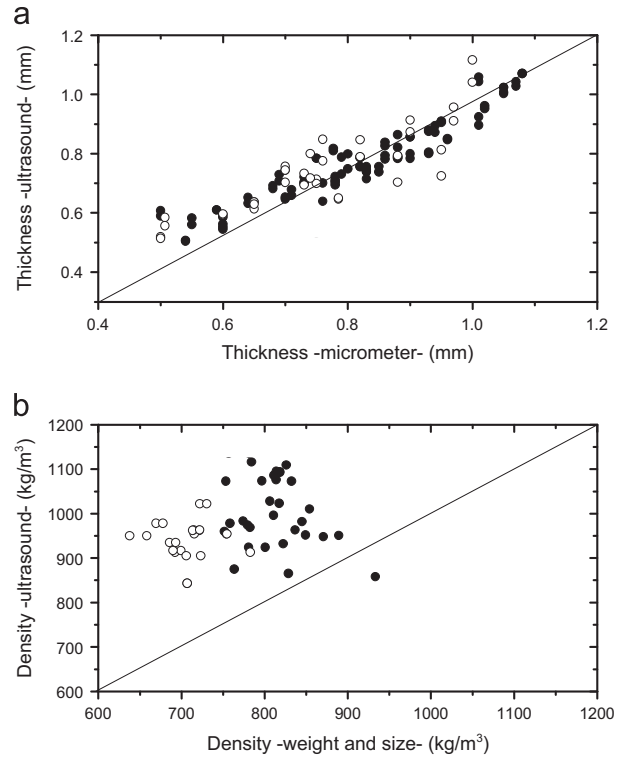 a
1.2
1.0
0.8
0.6
0.4
Thickness -ultrasound- (mm)
0.4 0.6 0.8 1.0 1.2
Thickness -micrometer- (mm)
b
1200
1100
1000
900
800
700
600
Density -ultrasound- (kg/m³)
600 700 800 900 1000 1100 1200
Density -weight and size- (kg/m³)